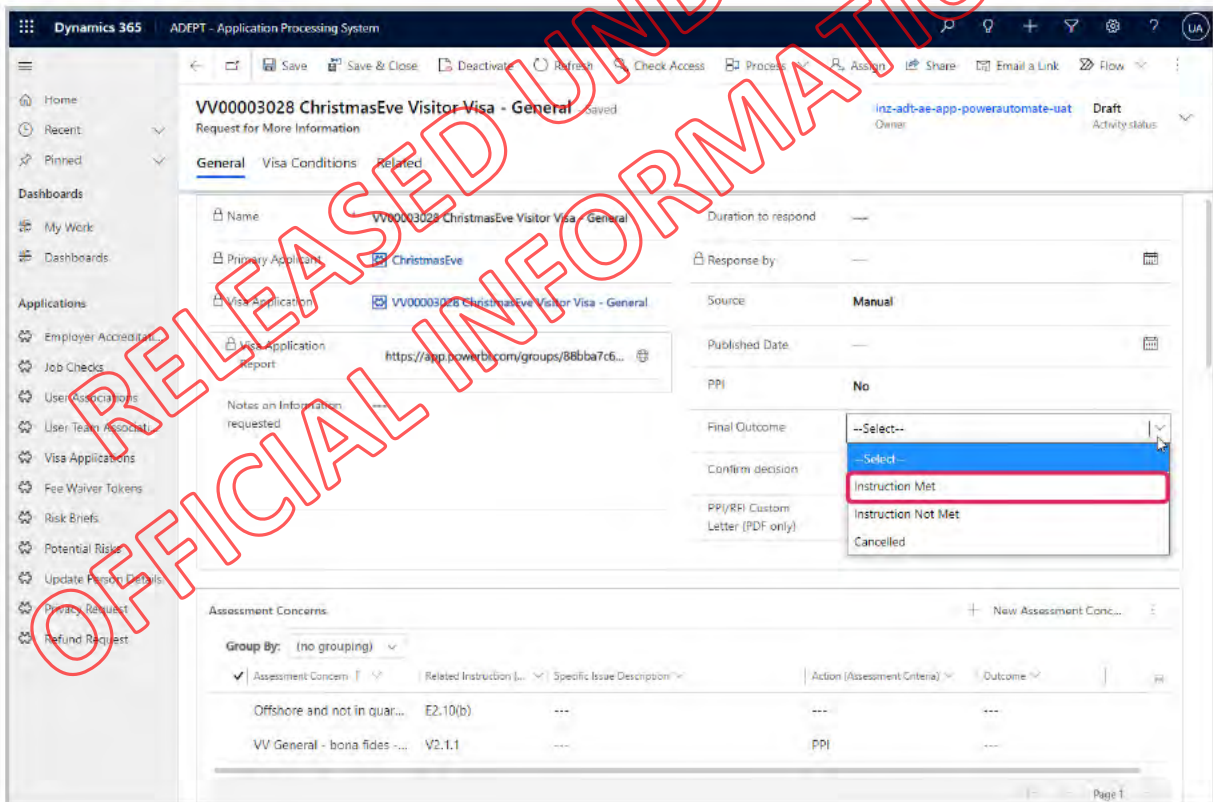 Dynamics 365 ADEPT - Application Processing System UA
Save Save & Close Deactivate Refresh Check Access Process Assign Share Email a Link Flow
Home
Recent
Pinned
Dashboards
My Work
Dashboards
Applications
Employer Accreditati...
Job Checks
User Associations
User Team Associati...
Visa Applications
Fee Waiver Tokens
Risk Briefs
Potential Risks
Update Person Details
Privacy Request
Refund Request
VV00003028 ChristmasEve Visitor Visa - General Saved
Request for More Information
inz-adt-ae-app-powerautomate-uat
Owner
Draft
Activity status
General Visa Conditions Related
Name VV00003028 ChristmasEve Visitor Visa - General
Primary Applicant ChristmasEve
Visa Application VV00003028 ChristmasEve Visitor Visa - General
Visa Application
Report
https://app.powerbi.com/groups/88bba7c6...
Notes on Information
requested
---
Duration to respond ---
Response by ---
Source Manual
Published Date ---
PPI No
Final Outcome --Select--
--Select--
Instruction Met
Instruction Not Met
Cancelled
Confirm decision
PPI/RFI Custom
Letter (PDF only)
Assessment Concerns
+ New Assessment Conc...
Group By: (no grouping)
Assessment Concern Related Instruction (... Specific Issue Description Action (Assessment Criteria) Outcome
Offshore and not in quar... E2.10(b) --- --- ---
VV General - bona fides -... V2.1.1 --- PPI ---
Page 1
RELEASED UND
OFFICIAL INFORMATIO